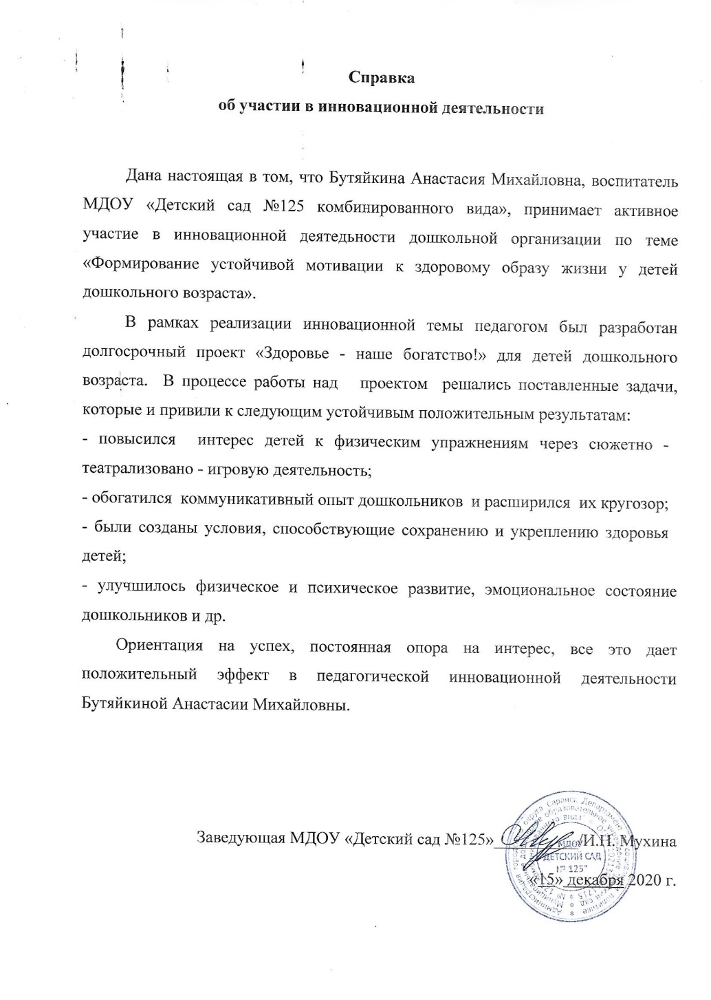 Справка
об участии в инновационной деятельности
Дана настоящая в том, что Бутяйкина Анастасия Михайловна, воспитатель
МДОУ «Детский сад №125 комбинированного вида», принимает активное
участие в инновационной деятедьности дошкольной организации по теме
«Формирование устойчивой мотивации к здоровому образу жизни у детей
дошкольного возраста».
В рамках реализации инновационной темы педагогом был разработан
долгосрочный проект «Здоровье - наше богатство!» для детей дошкольного
возраста. В процессе работы над проектом решались поставленные задачи,
которые и привили к следующим устойчивым положительным результатам:
- повысился интерес детей к физическим упражнениям через сюжетно -
театрализовано - игровую деятельность;
- обогатился коммуникативный опыт дошкольников и расширился их кругозор;
- были созданы условия, способствующие сохранению и укреплению здоровья
детей;
- улучшилось физическое и психическое развитие, эмоциональное состояние
дошкольников и др.
Ориентация на успех, постоянная опора на интерес, все это дает
положительный эффект в педагогической инновационной деятельности
Бутяйкиной Анастасии Михайловны.
Заведующая МДОУ «Детский сад №125» /И.Н. Мухина
«15» декабря 2020 г.
МДОУ
"ДЕТСКИЙ САД
№ 125"